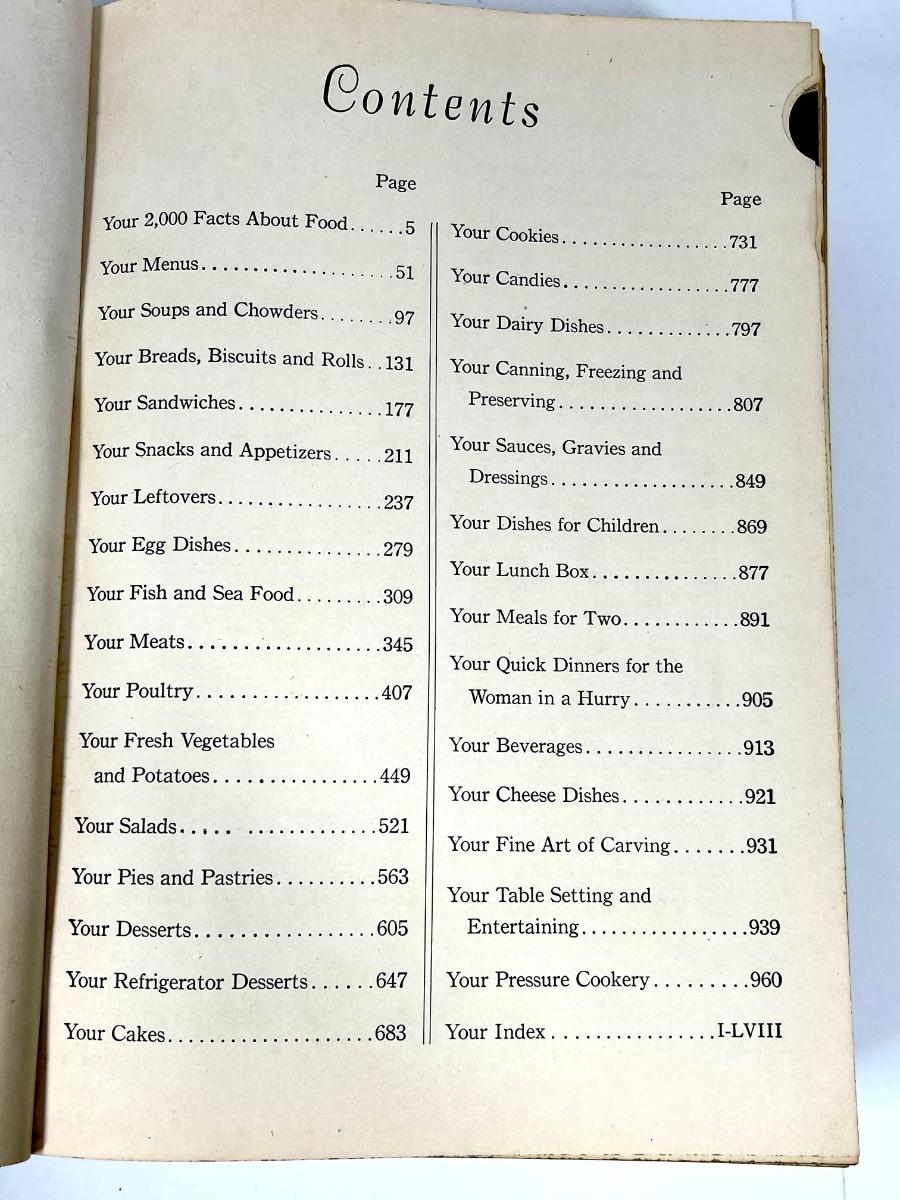 Contents
Page
Your 2,000 Facts About Food......5
Your Menus.....................51
Your Soups and Chowders........97
Your Breads, Biscuits and Rolls..131
Your Sandwiches..............177
Your Snacks and Appetizers.....211
Your Leftovers................237
Your Egg Dishes..............279
Your Fish and Sea Food.........309
Your Meats...................345
Your Poultry.................407
Your Fresh Vegetables
and Potatoes................449
Your Salads..... .............521
Your Pies and Pastries..........563
Your Desserts.................605
Your Refrigerator Desserts......647
Your Cakes....................683
Page
Your Cookies.................731
Your Candies.................777
Your Dairy Dishes.............797
Your Canning, Freezing and
Preserving..................807
Your Sauces, Gravies and
Dressings...................849
Your Dishes for Children........869
Your Lunch Box...............877
Your Meals for Two............891
Your Quick Dinners for the
Woman in a Hurry...........905
Your Beverages................913
Your Cheese Dishes............921
Your Fine Art of Carving.......931
Your Table Setting and
Entertaining.................939
Your Pressure Cookery.........960
Your Index................I-LVIII